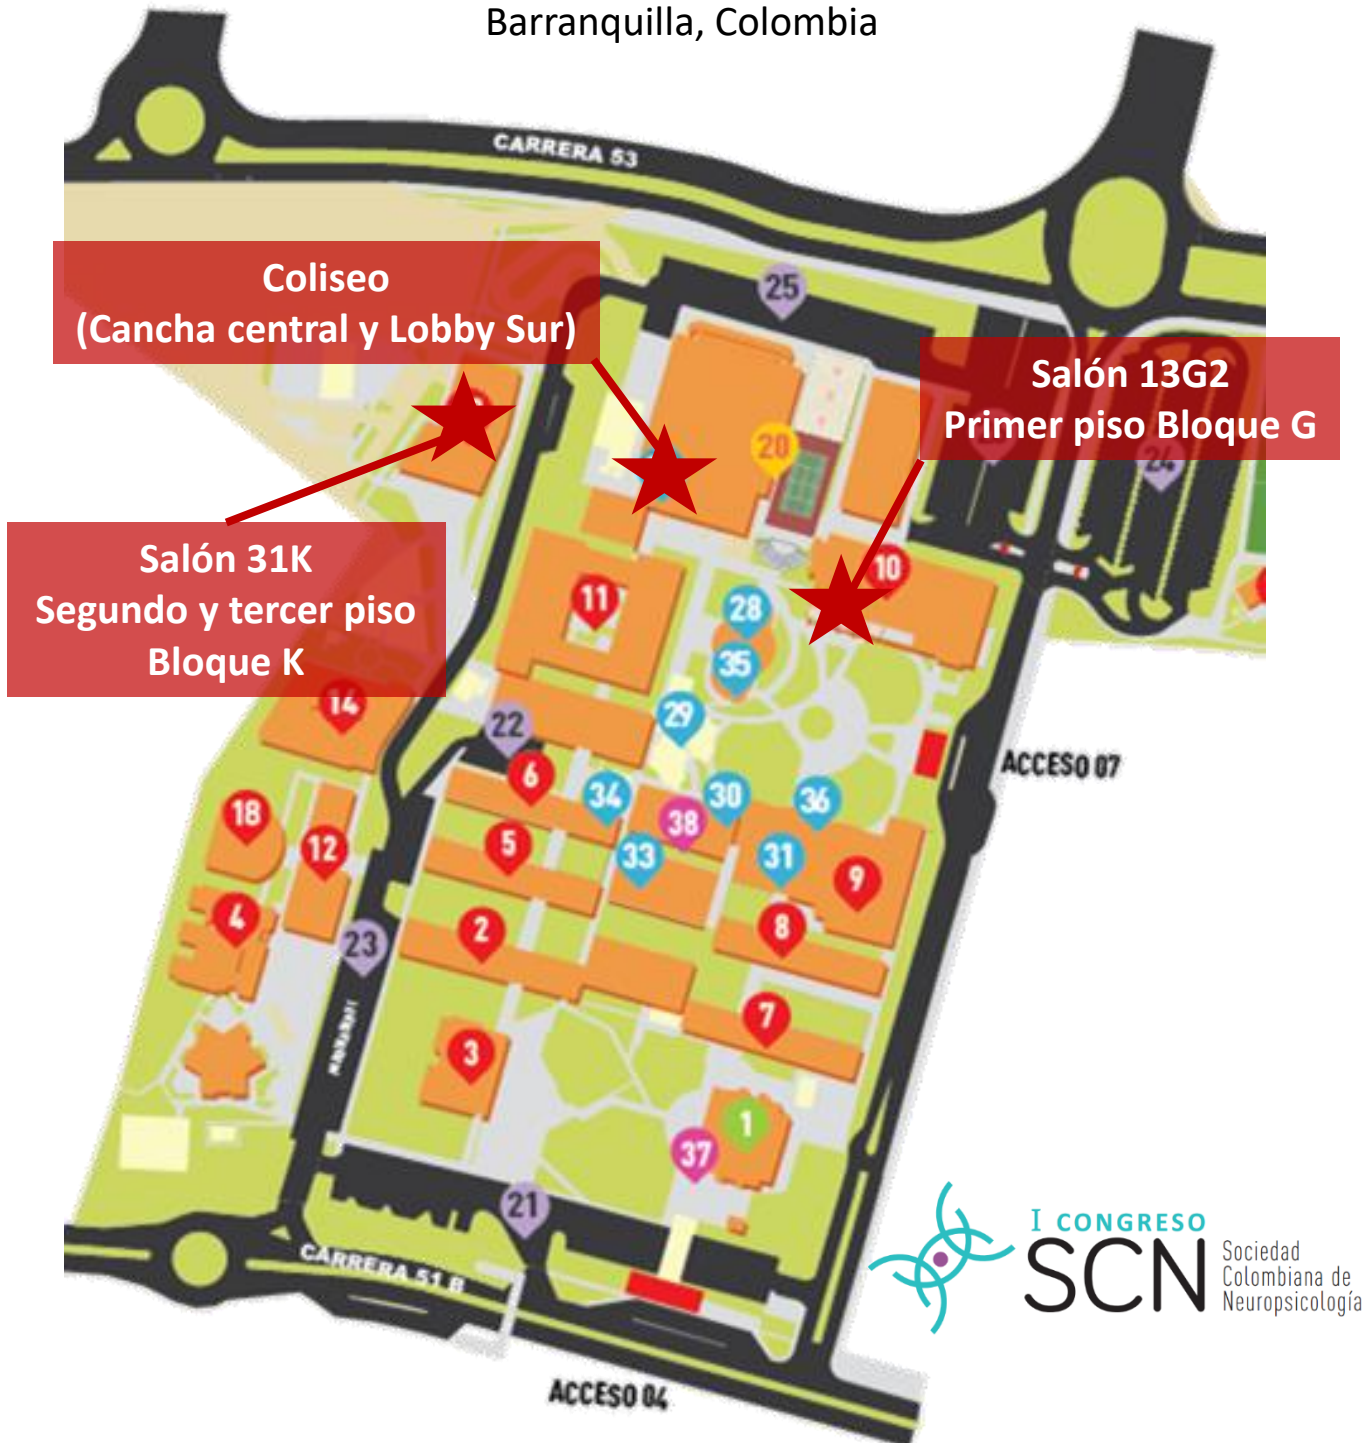 Barranquilla, Colombia
CARRERA 53
Coliseo
(Cancha central y Lobby Sur)
25
Salón 13G2
Primer piso Bloque G
20
24
Salón 31K
Segundo y tercer piso
Bloque K
10
11
28
35
14
29
22
6
34
30
36
ACCESO 07
18
12
5
38
33
31
9
4
23
2
8
7
3
1
37
21
CARRERA 51 B
ACCESO 04
I CONGRESO
SCN
Sociedad
Colombiana de
Neuropsicología